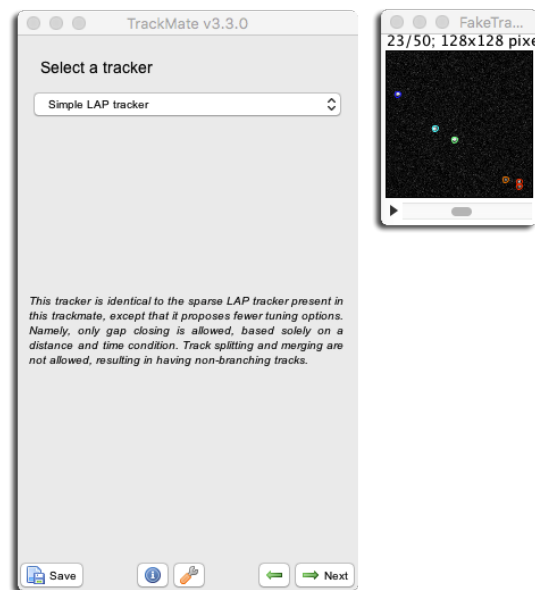 TrackMate v3.3.0
Select a tracker
Simple LAP tracker
This tracker is identical to the sparse LAP tracker present in
this trackmate, except that it proposes fewer tuning options.
Namely, only gap closing is allowed, based solely on a
distance and time condition. Track splitting and merging are
not allowed, resulting in having non-branching tracks.
Save
Next
FakeTra...
23/50; 128x128 pixe